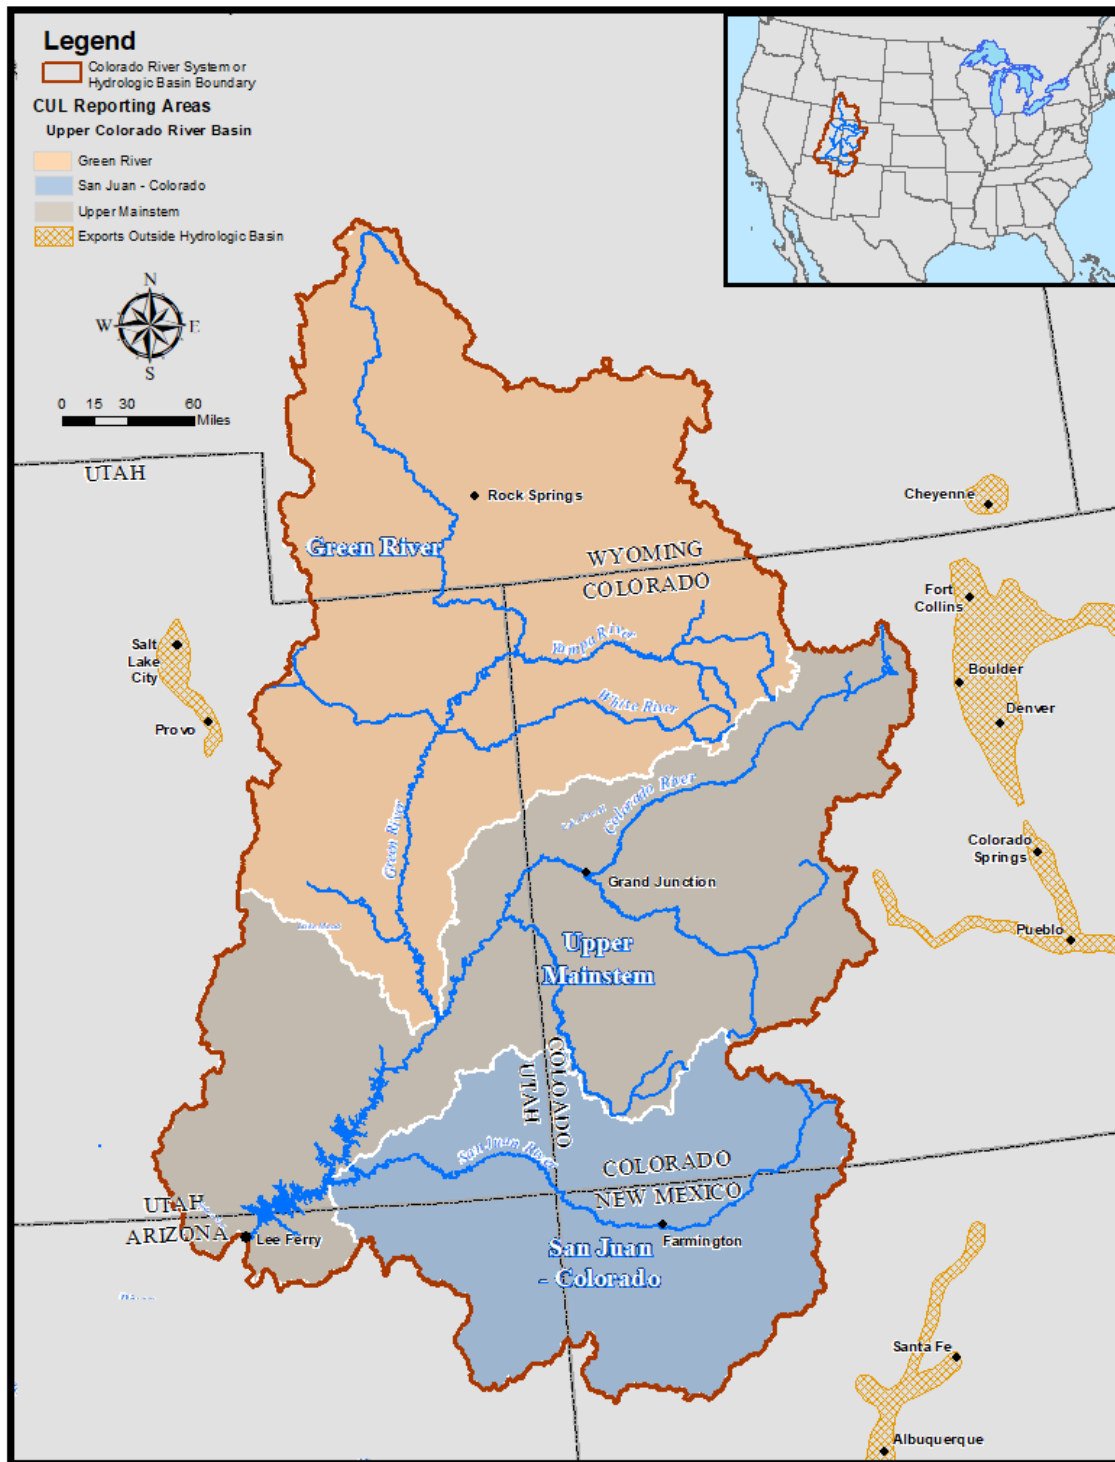 Legend
Colorado River System or
Hydrologic Basin Boundary
CUL Reporting Areas
Upper Colorado River Basin
Green River
San Juan - Colorado
Upper Mainstem
Exports Outside Hydrologic Basin
N
W
E
S
0 15 30 60
Miles
UTAH
Rock Springs
Cheyenne
Green River
WYOMING
COLORADO
Fort
Collins
Salt
Lake
City
Yampa River
Boulder
White River
Denver
Provo
Colorado River
Green River
Colorado
Springs
Grand Junction
Pueblo
Upper
Mainstem
COLOADO
UTAH
San Juan River
COLORADO
NEW MEXICO
UTAH
ARIZONA
Lee Ferry
Farmington
San Juan
- Colorado
River
Santa Fe
Albuquerque